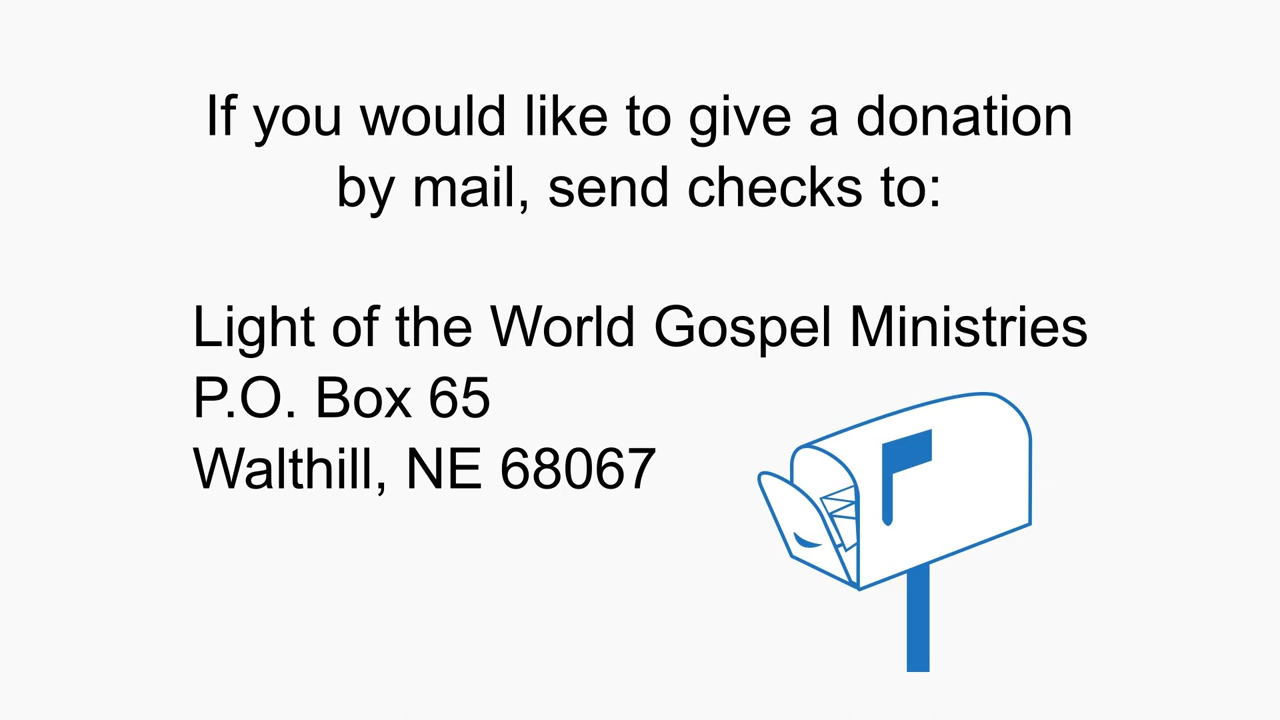 If you would like to give a donation
by mail, send checks to:
Light of the World Gospel Ministries
P.O. Box 65
Walthill, NE 68067